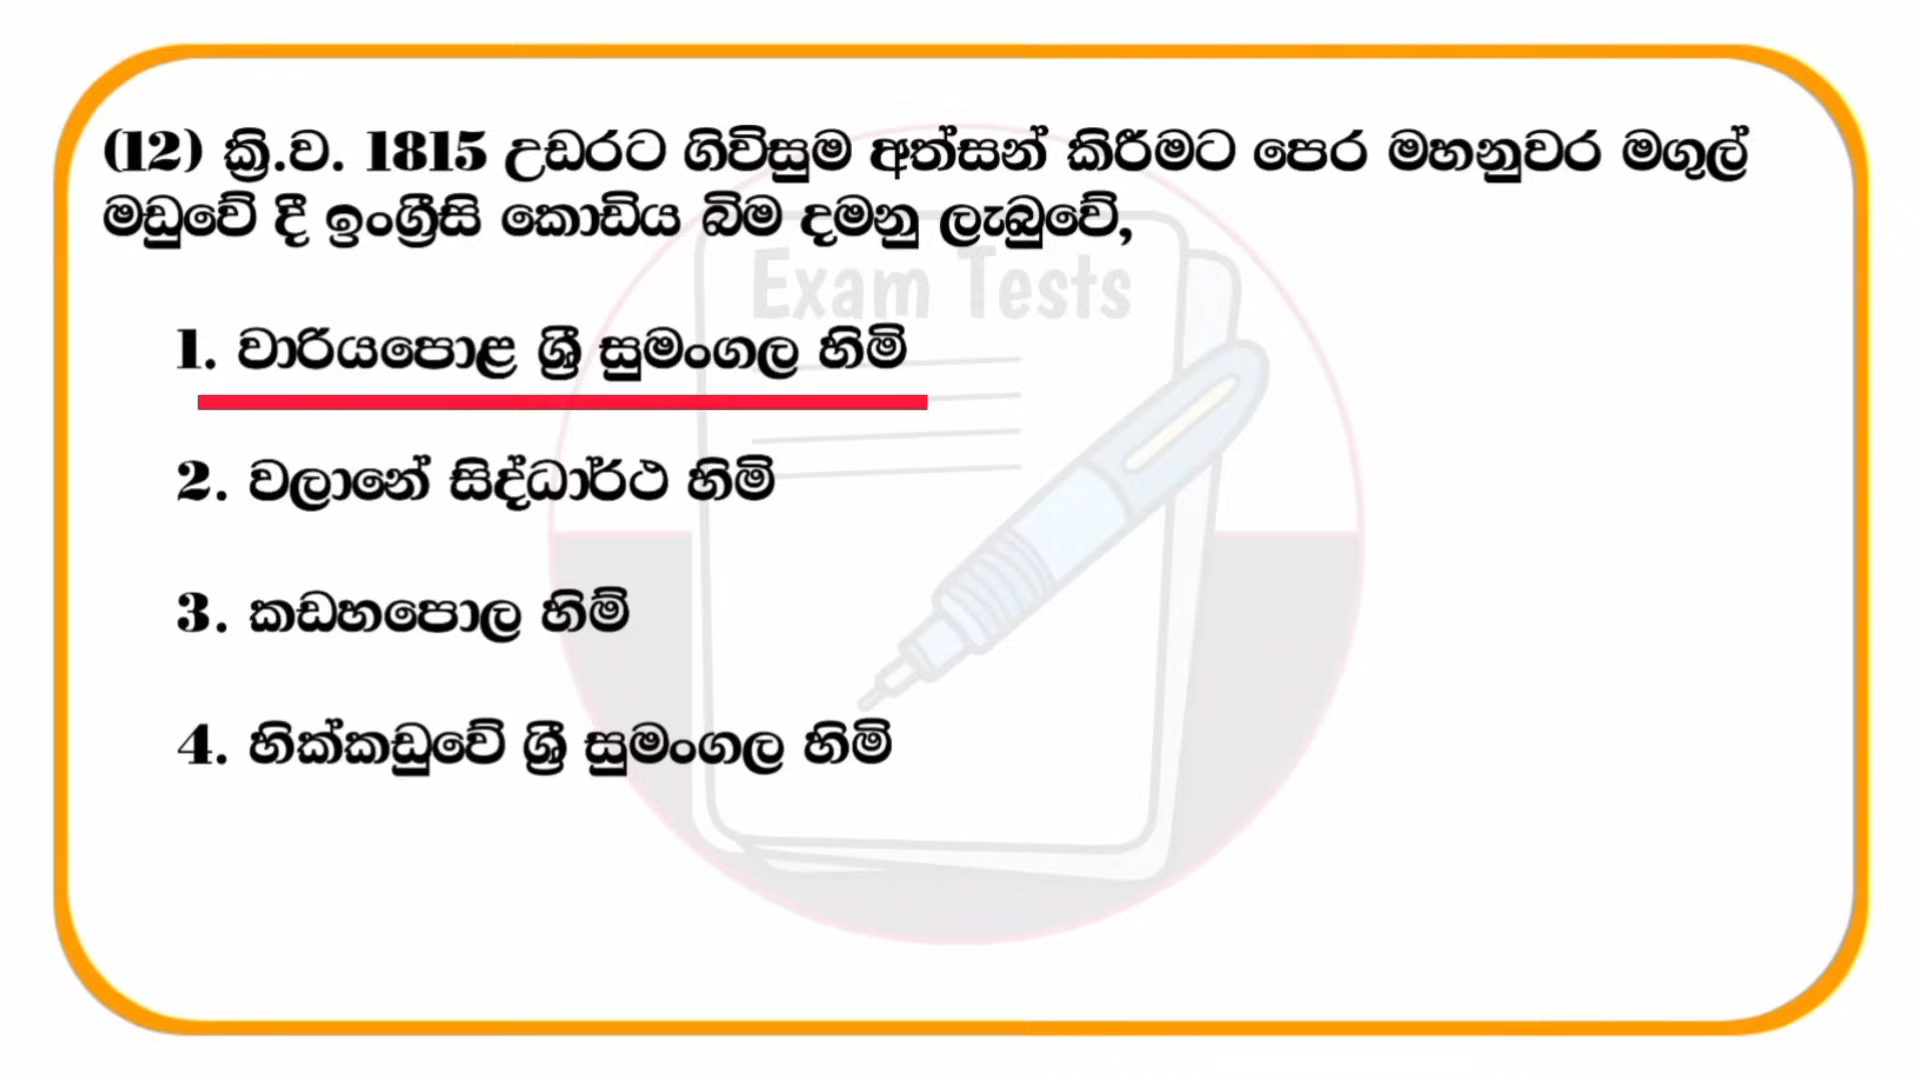 (12) ක්‍රි.ව. 1815 උඩරට ගිවිසුම අත්සන් කිරීමට පෙර මහනුවර මගුල්
මඩුවේ දී ඉංග්‍රීසි කොඩිය බිම දමනු ලැබුවේ,
Exam Tests
1. වාරියපොළ ශ්‍රී සුමංගල හිමි
2. වලානේ සිද්ධාර්ථ හිමි
3. කඩහපොල හිමි
4. හික්කඩුවේ ශ්‍රී සුමංගල හිමි